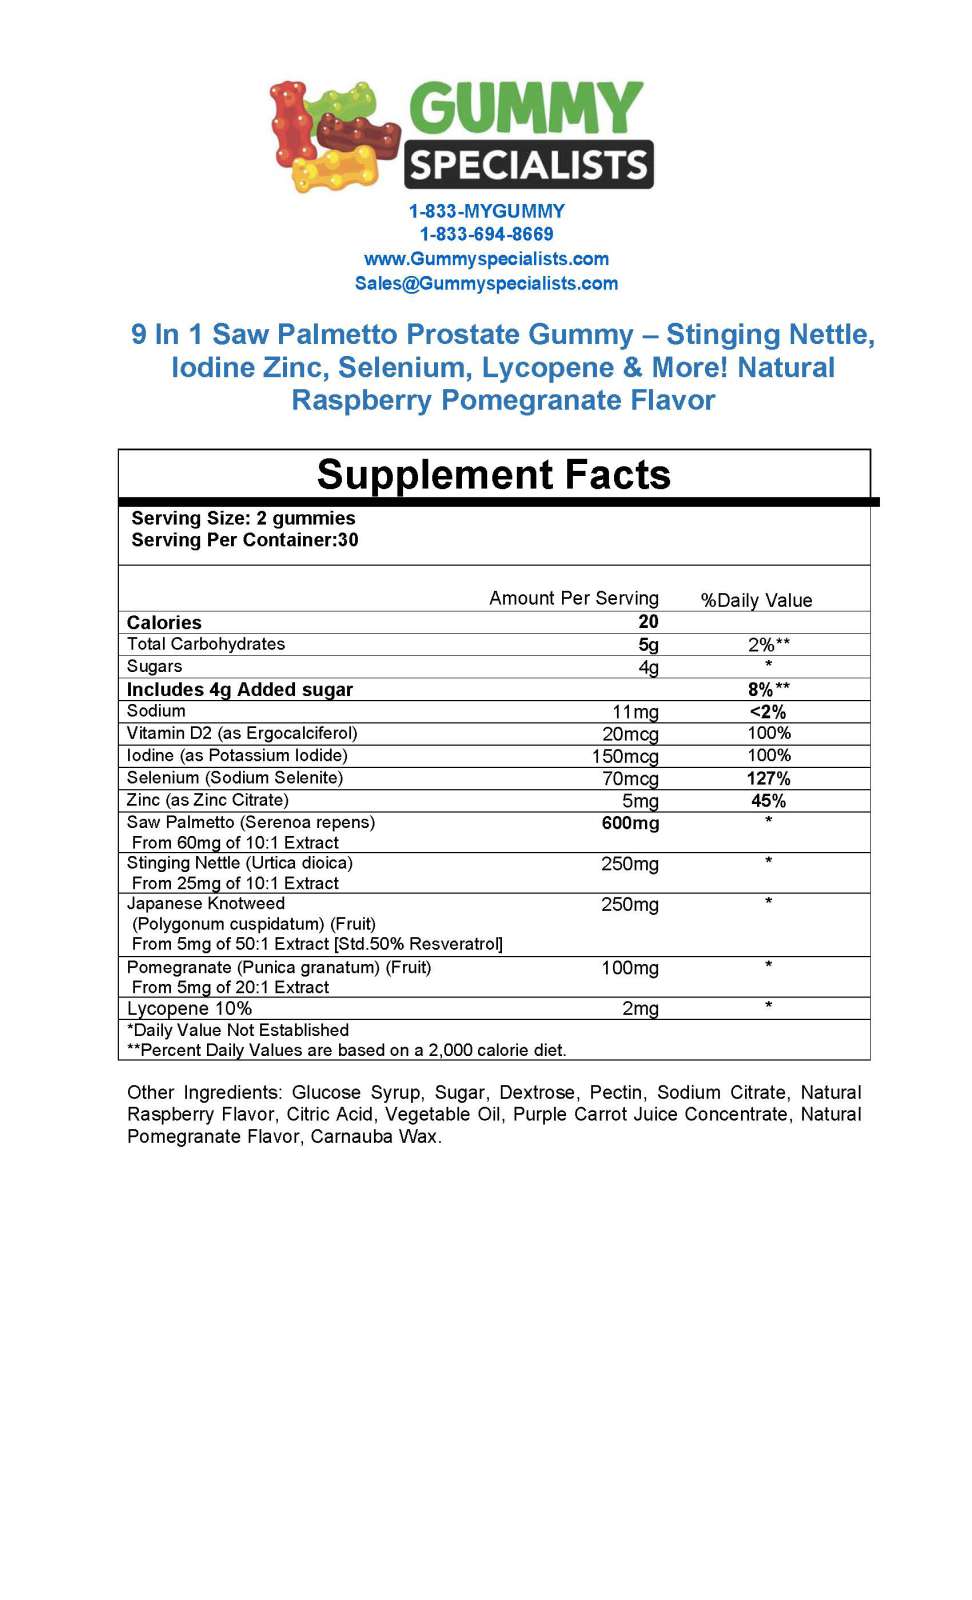 GUMMY
SPECIALISTS
1-833-MYGUMMY
1-833-694-8669
www.Gummyspecialists.com
Sales@Gummyspecialists.com
9 In 1 Saw Palmetto Prostate Gummy – Stinging Nettle,
Iodine Zinc, Selenium, Lycopene & More! Natural
Raspberry Pomegranate Flavor
Supplement Facts
Serving Size: 2 gummies
Serving Per Container:30
Amount Per Serving %Daily Value
Calories 20
Total Carbohydrates 5g 2%**
Sugars 4g *
Includes 4g Added sugar 8%**
Sodium 11mg <2%
Vitamin D2 (as Ergocalciferol) 20mcg 100%
Iodine (as Potassium Iodide) 150mcg 100%
Selenium (Sodium Selenite) 70mcg 127%
Zinc (as Zinc Citrate) 5mg 45%
Saw Palmetto (Serenoa repens) 600mg *
From 60mg of 10:1 Extract
Stinging Nettle (Urtica dioica) 250mg *
From 25mg of 10:1 Extract
Japanese Knotweed 250mg *
(Polygonum cuspidatum) (Fruit)
From 5mg of 50:1 Extract [Std.50% Resveratrol]
Pomegranate (Punica granatum) (Fruit) 100mg *
From 5mg of 20:1 Extract
Lycopene 10% 2mg *
*Daily Value Not Established
**Percent Daily Values are based on a 2,000 calorie diet.
Other Ingredients: Glucose Syrup, Sugar, Dextrose, Pectin, Sodium Citrate, Natural
Raspberry Flavor, Citric Acid, Vegetable Oil, Purple Carrot Juice Concentrate, Natural
Pomegranate Flavor, Carnauba Wax.